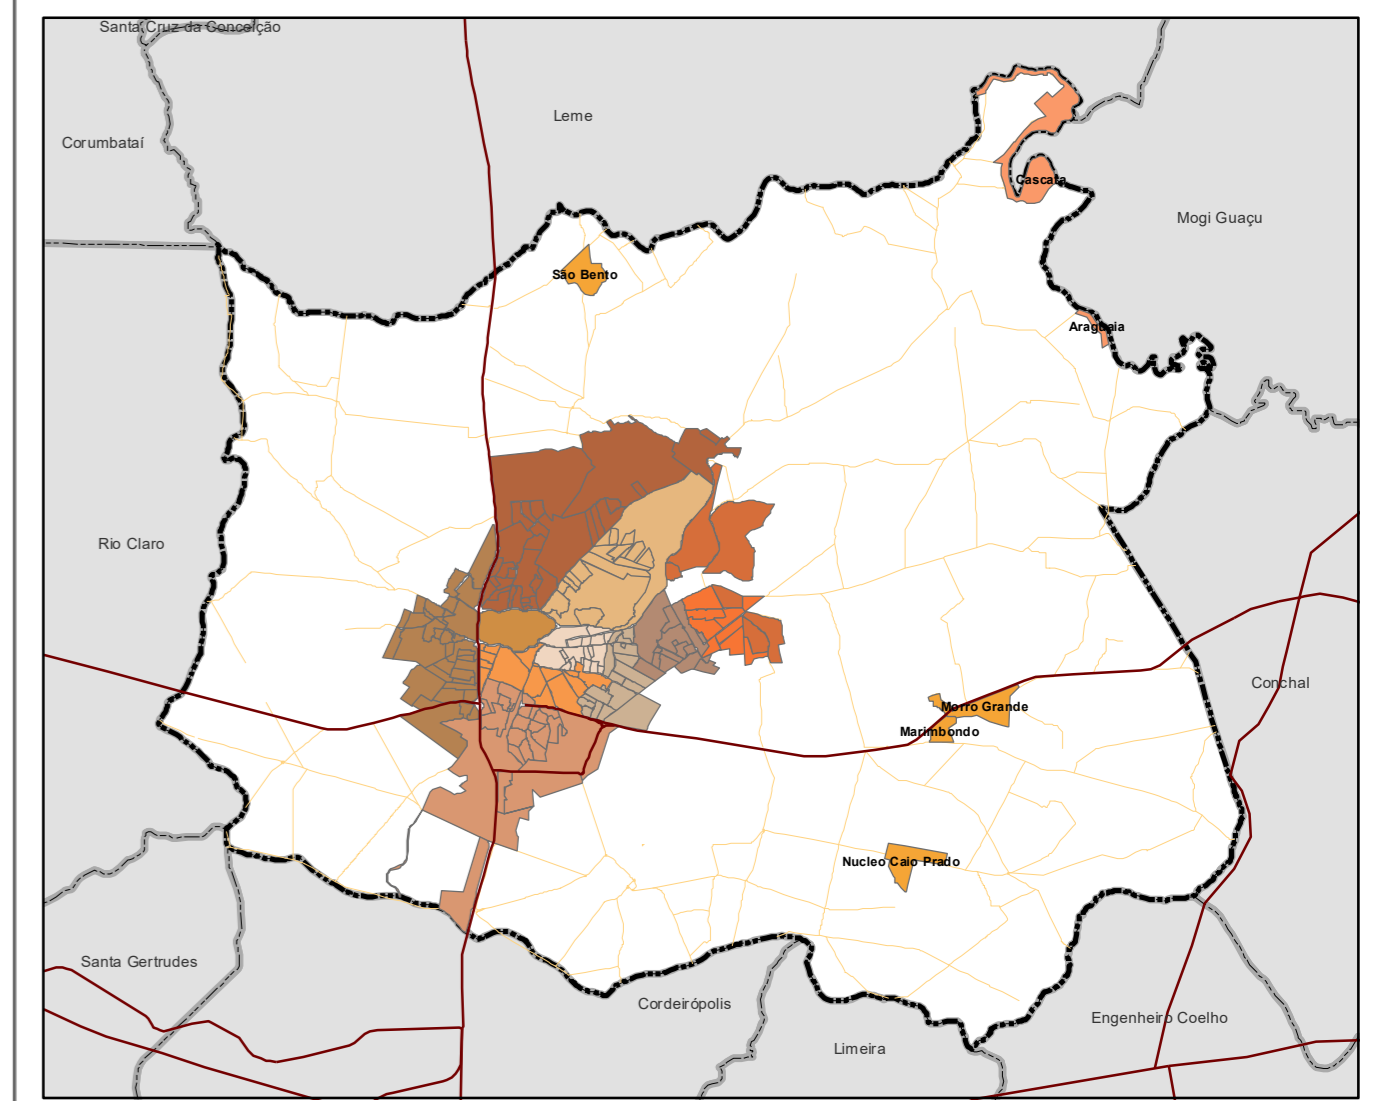 Santa Cruz da Conceição
Leme
Corumbataí
Cascata
Mogi Guaçu
São Bento
Araguaia
Rio Claro
Conchal
Morro Grande
Marimbondo
Nucleo Caio Prado
Santa Gertrudes
Cordeirópolis
Engenheiro Coelho
Limeira